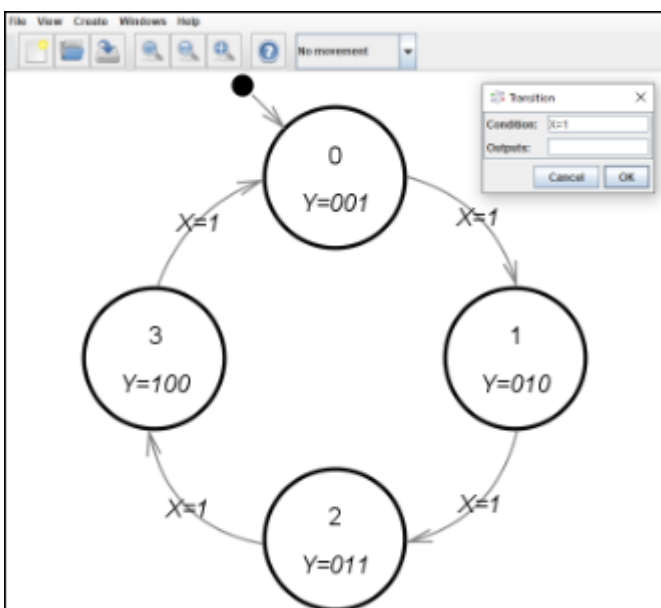 File View Create Windows Help
No movement
Transition
Condition: X=1
Outputs:
Cancel OK
0
Y=001
X=1
X=1
3
Y=100
1
Y=010
X=1
X=1
2
Y=011